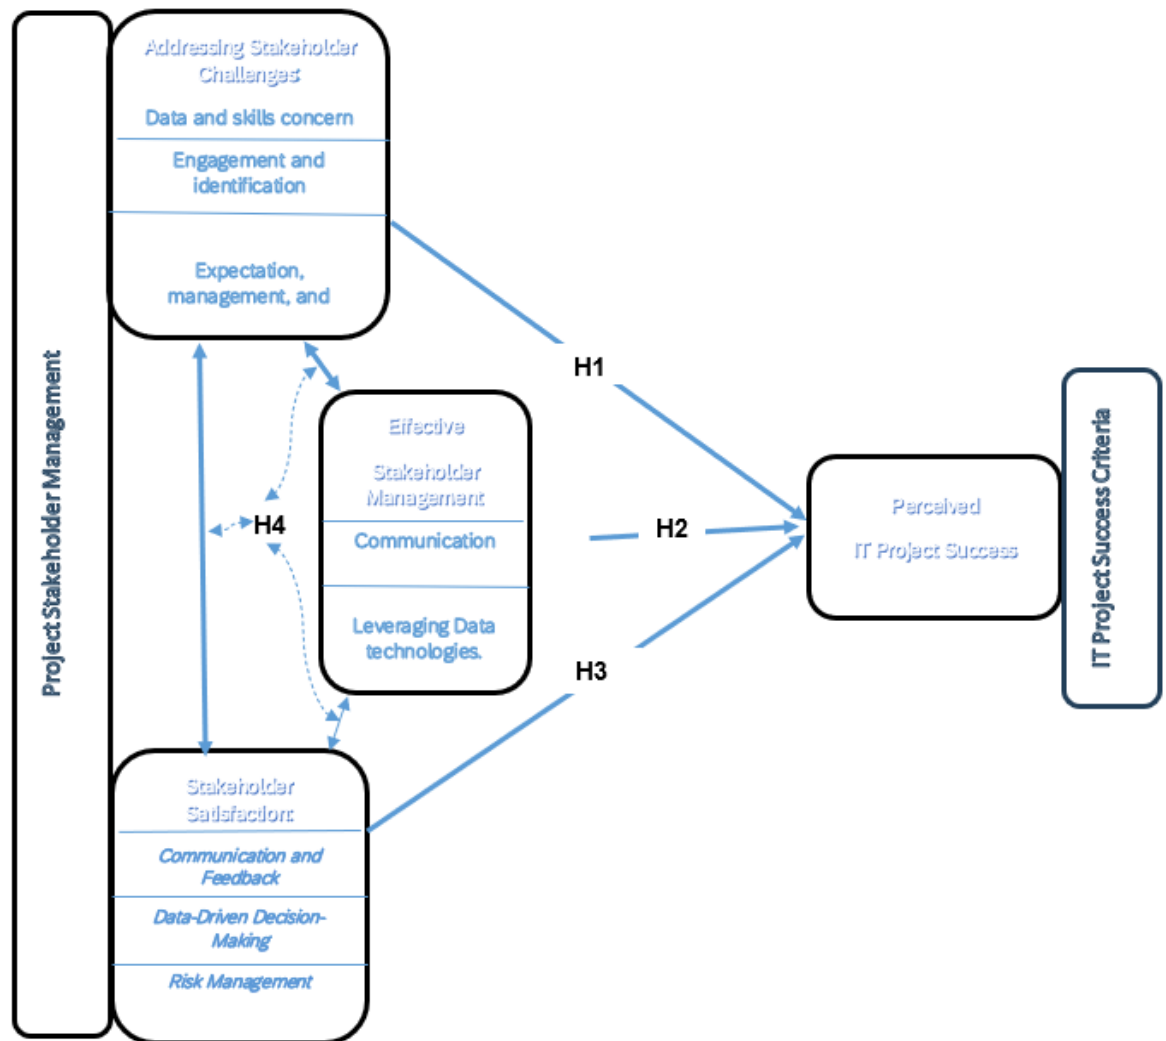 Project Stakeholder Management
Addressing Stakeholder
Challenges:
Data and skills concern
Engagement and
identification
Expectation,
management, and
H1
Effective
Stakeholder
Management
Communication
Leveraging Data
technologies.
H4
H2
H3
Stakeholder
Satisfaction:
Communication and
Feedback
Data-Driven Decision-
Making
Risk Management
Perceived
IT Project Success
IT Project Success Criteria